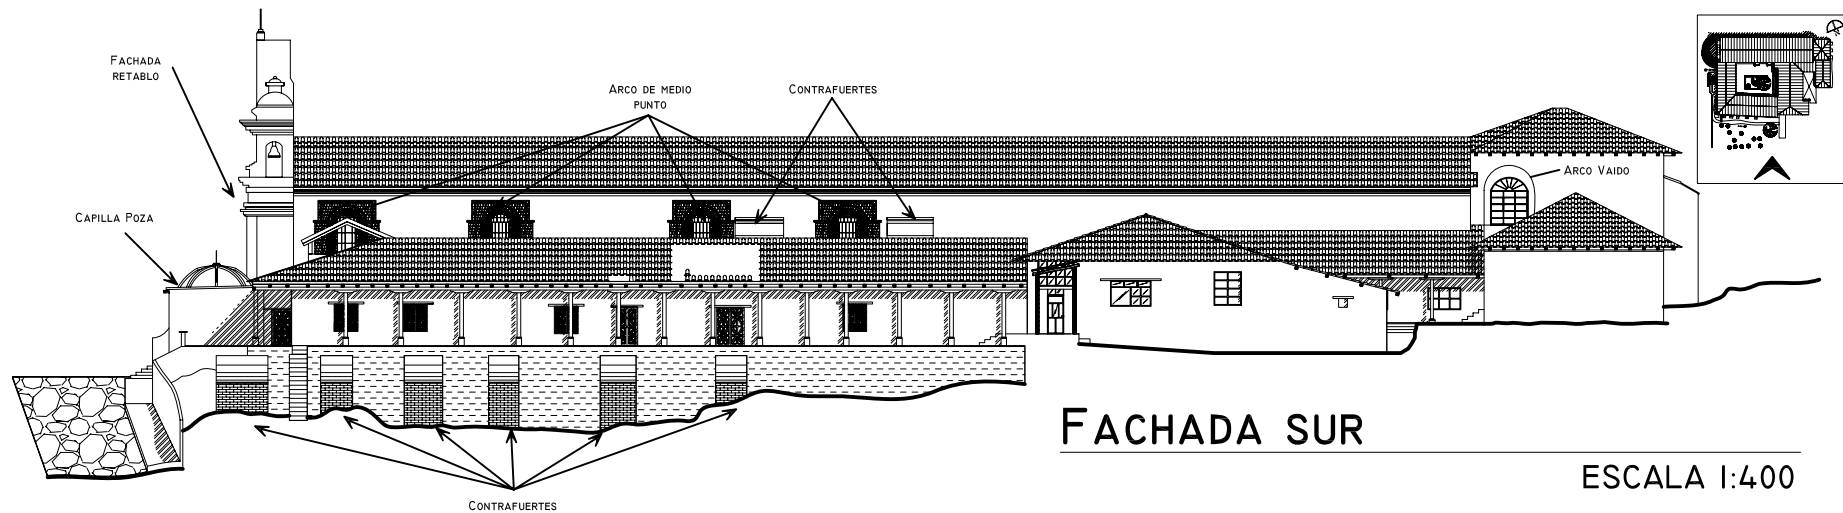 Fachada
retablo
Arco de medio
punto
Contrafuertes
Arco Vaido
Capilla Poza
Fachada sur
ESCALA 1:400
Contrafuertes